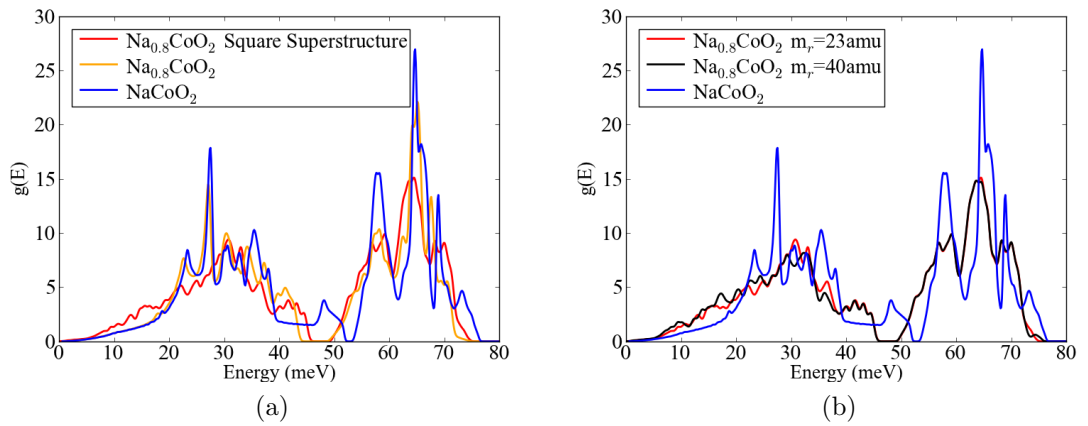 30
25
20
15
10
5
0
g(E)
Na₀.₈CoO₂ Square Superstructure
Na₀.₈CoO₂
NaCoO₂
0 10 20 30 40 50 60 70 80
Energy (meV)
(a)
30
25
20
15
10
5
0
g(E)
Na₀.₈CoO₂ mᵣ=23amu
Na₀.₈CoO₂ mᵣ=40amu
NaCoO₂
0 10 20 30 40 50 60 70 80
Energy (meV)
(b)